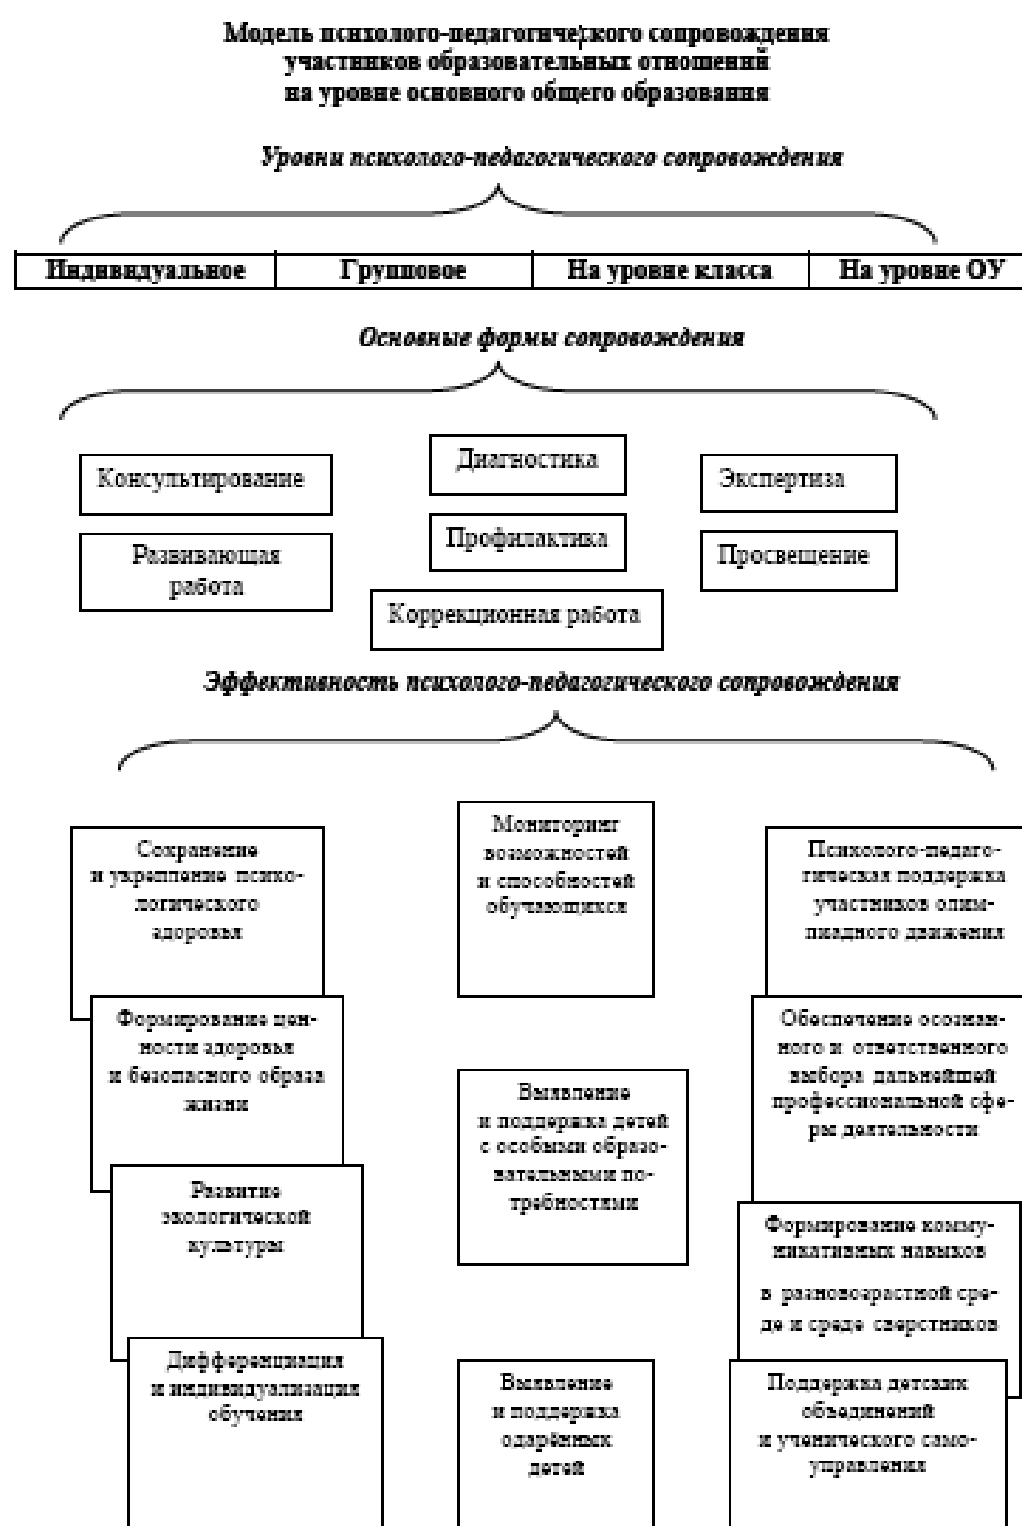 Модель психолого-педагогического сопровождения
участников образовательных отношений
на уровне основного общего образования
Уровни психолого-педагогического сопровождения
Индивидуальное
Групповое
На уровне класса
На уровне ОУ
Основные формы сопровождения
Консультирование
Диагностика
Экспертиза
Развивающая
работа
Профилактика
Просвещение
Коррекционная работа
Эффективность психолого-педагогического сопровождения
Сохранение
и укрепление психо-
логического
здоровья
Мониторинг
возможностей
и способностей
обучающихся
Психолого-педаго-
гическая поддержка
участников олим-
пиадного движения
Формирование цен-
ности здоровья
и безопасного образа
жизни
Выявление
и поддержка детей
с особыми образо-
вательными по-
требностями
Обеспечение осознан-
ного и ответственного
выбора дальнейшей
профессиональной сфе-
ры деятельности
Развитие
экологической
культуры
Формирование комму-
никативных навыков
в разновозрастной сре-
де и среде сверстников
Дифференциация
и индивидуализация
обучения
Выявление
и поддержка
одарённых
детей
Поддержка детских
объединений
и ученического само-
управления